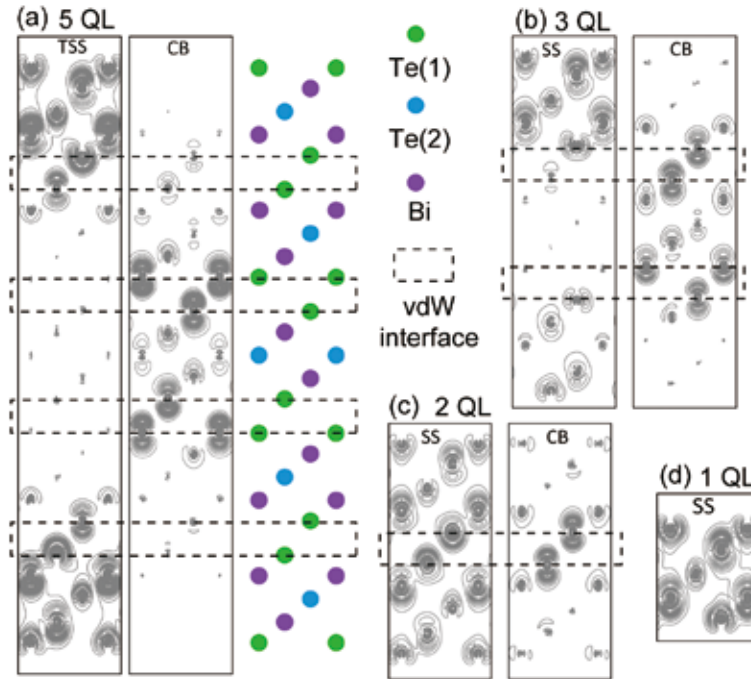 (a) 5 QL
TSS
CB
Te(1)
Te(2)
Bi
vdW
interface
(b) 3 QL
SS
CB
(c) 2 QL
SS
CB
(d) 1 QL
SS